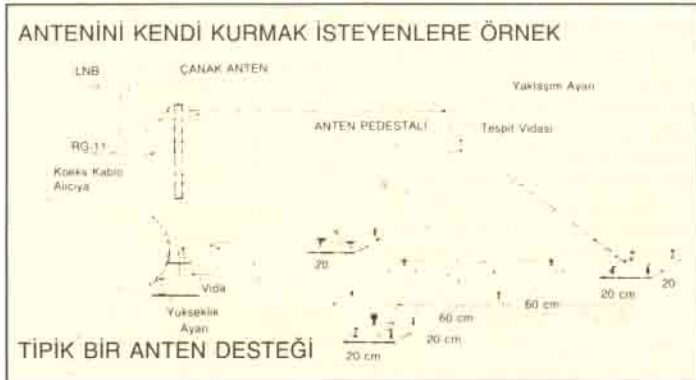 ANTENİNİ KENDİ KURMAK İSTEYENLERE ÖRNEK
LNB
ÇANAK ANTEN
Yaklaşım Ayarı
ANTEN PEDESTALI
Tespit Vidası
RG-11
Koaks Kablo
Alıcıya
20
20 cm
20
Vida
60 cm
60 cm
Yükseklik
Ayarı
20 cm
20 cm
TİPİK BİR ANTEN DESTEĞİ